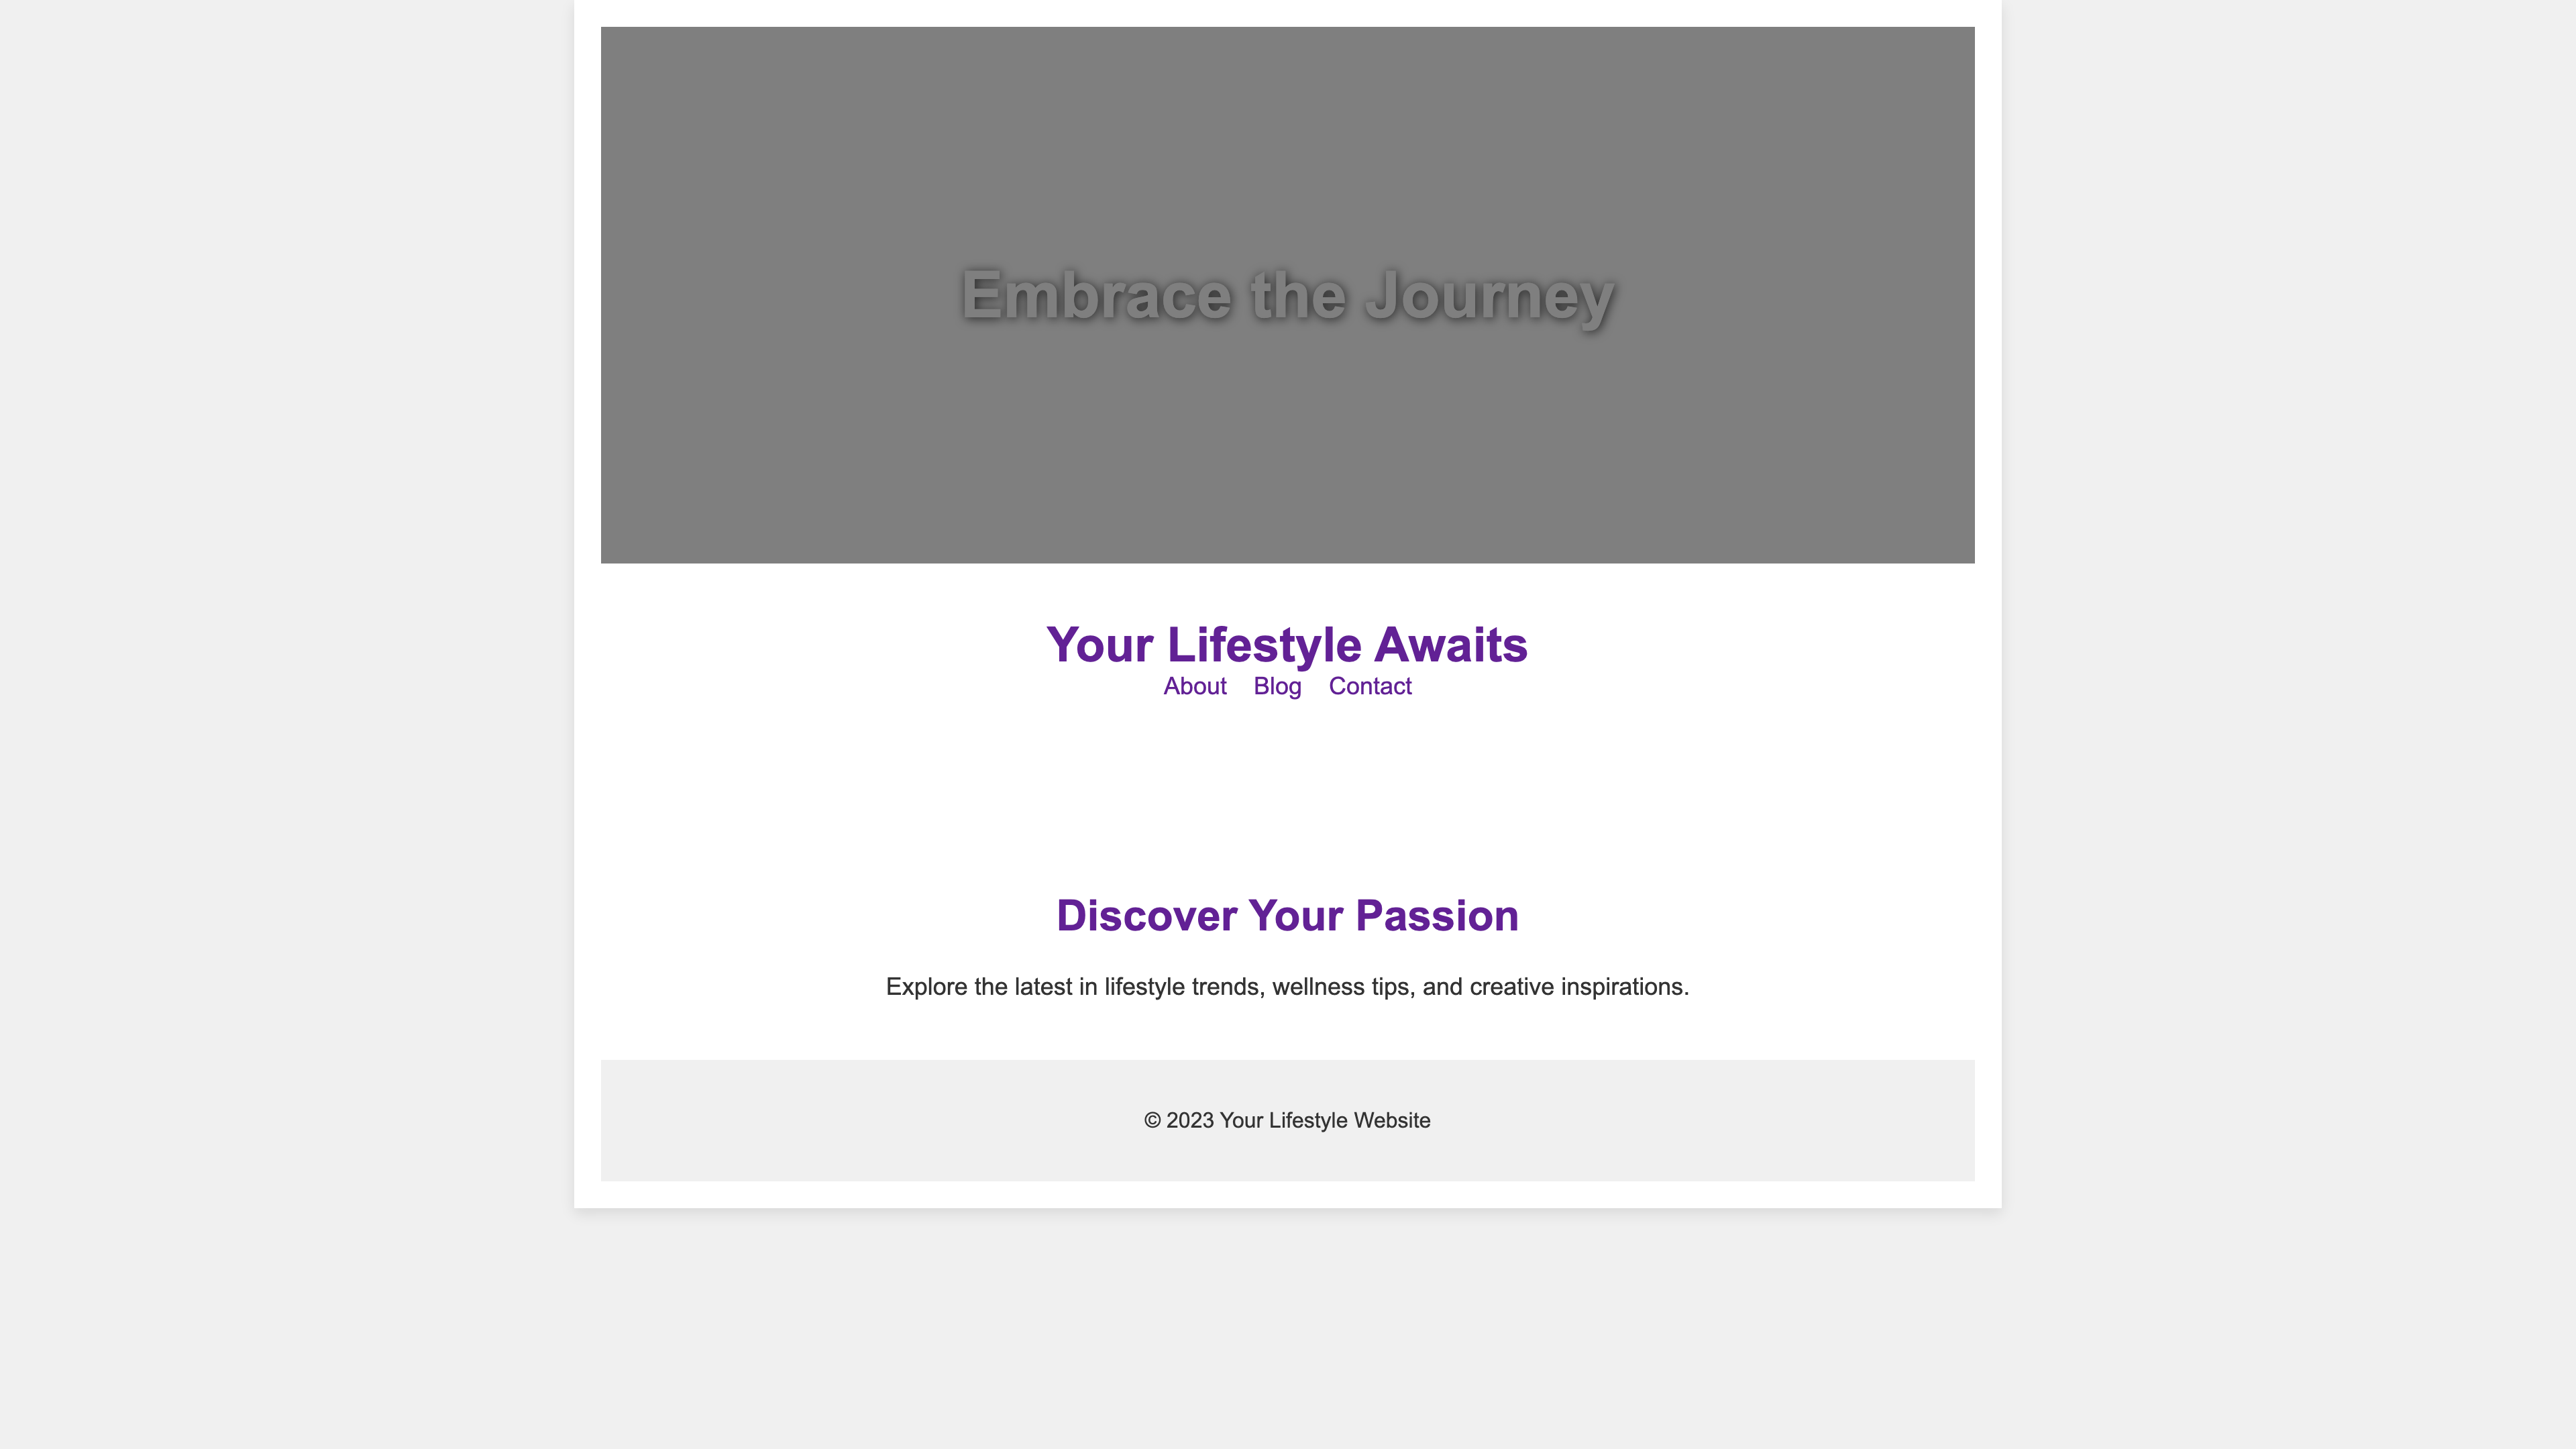 Embrace the Journey
Your Lifestyle Awaits
About Blog Contact
Discover Your Passion
Explore the latest in lifestyle trends, wellness tips, and creative inspirations.
© 2023 Your Lifestyle Website